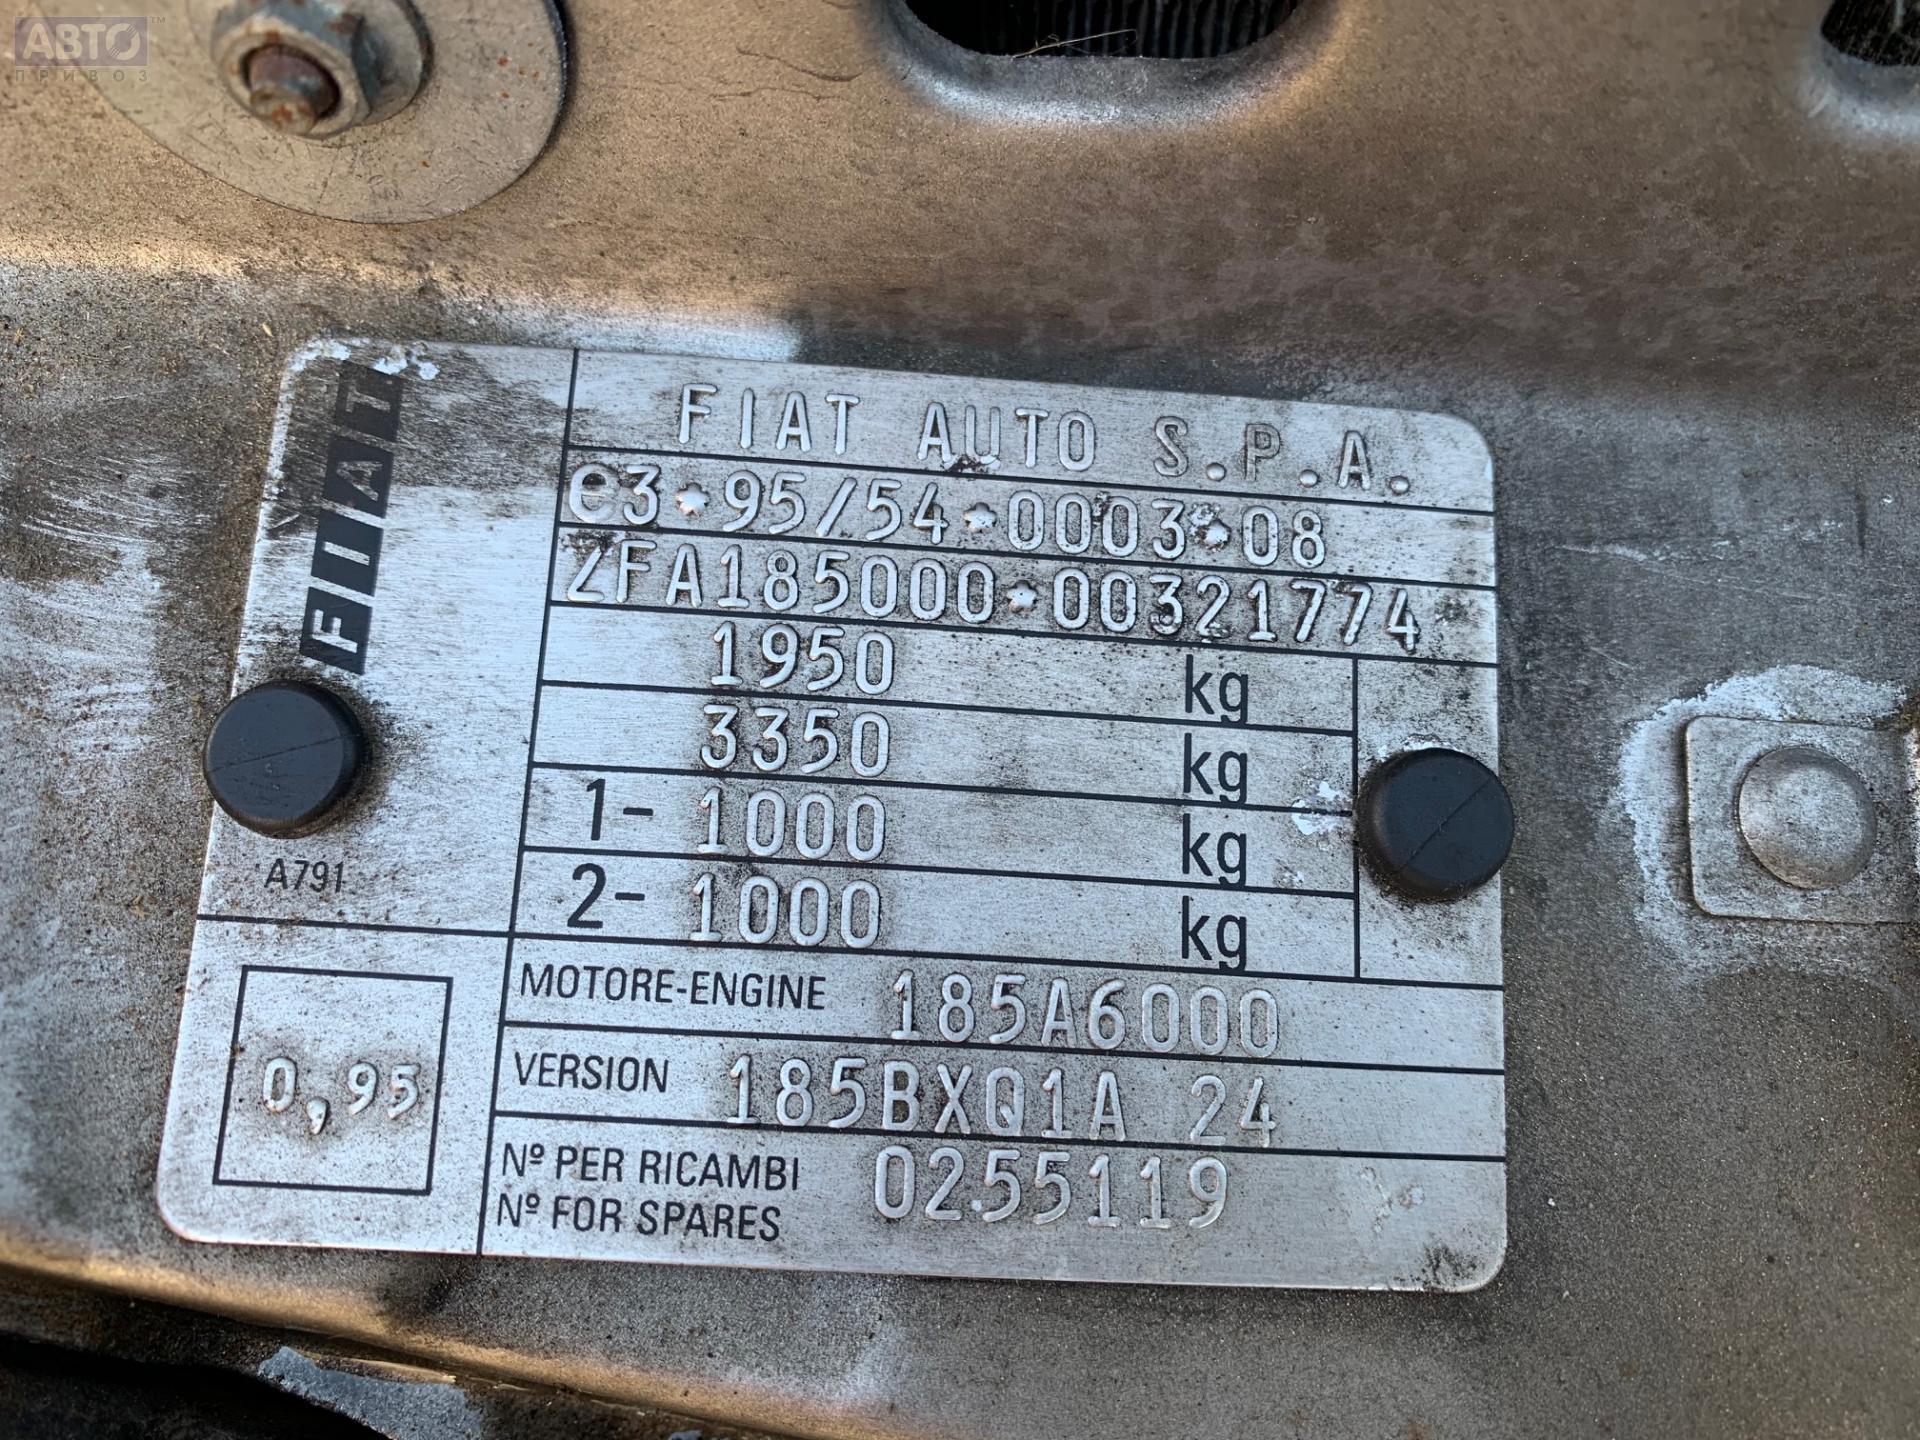 АВТО™
ПРИВОЗ
FIAT
FIAT AUTO S.P.A.
e3*95/54*0003*08
ZFA185000*00321774
1950 kg
3350 kg
1- 1000 kg
2- 1000 kg
A791
MOTORE-ENGINE 185A6000
0,95
VERSION 185BXQ1A 24
Nº PER RICAMBI
Nº FOR SPARES
0255119